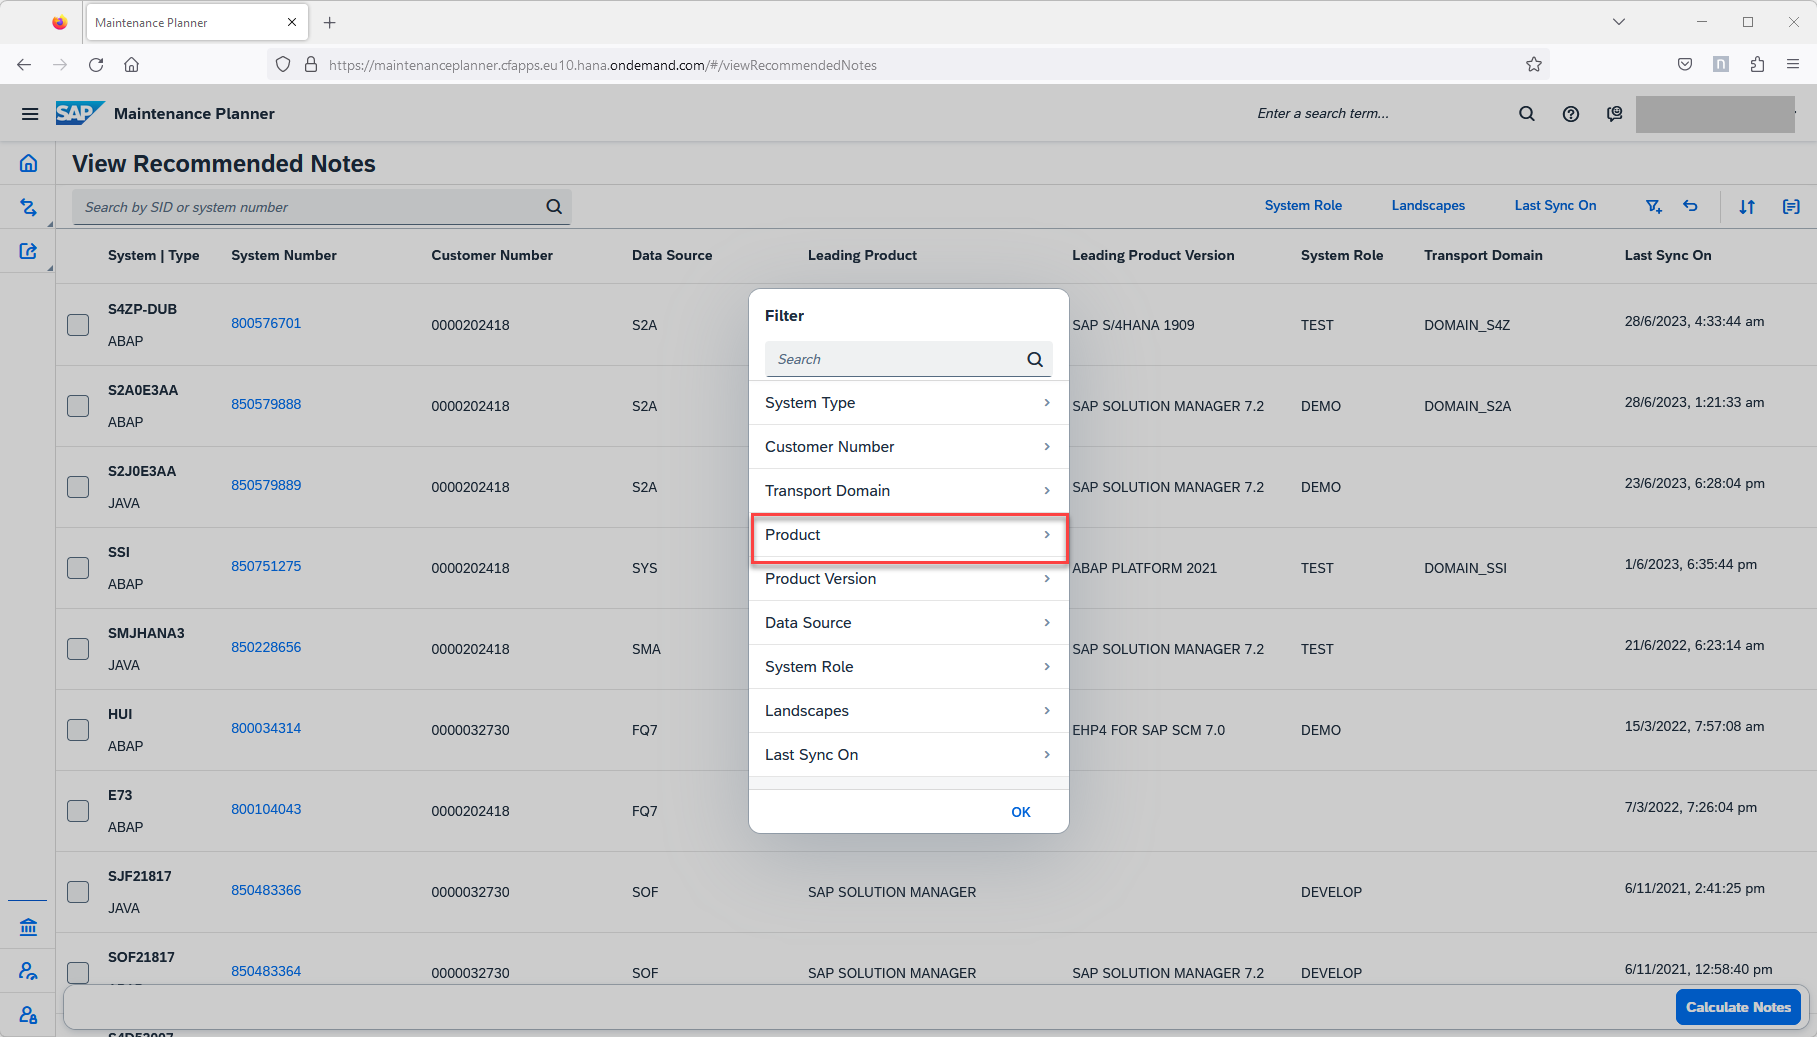 Maintenance Planner
https://maintenanceplanner.cfapps.eu10.hana.ondemand.com/#/viewRecommendedNotes
SAP Maintenance Planner Enter a search term...
View Recommended Notes
Search by SID or system number System Role Landscapes Last Sync On
System | Type System Number Customer Number Data Source Leading Product Leading Product Version System Role Transport Domain Last Sync On
S4ZP-DUB
ABAP
800576701 0000202418 S2A SAP S/4HANA 1909 TEST DOMAIN_S4Z 28/6/2023, 4:33:44 am
S2A0E3AA
ABAP
850579888 0000202418 S2A SAP SOLUTION MANAGER 7.2 DEMO DOMAIN_S2A 28/6/2023, 1:21:33 am
S2J0E3AA
JAVA
850579889 0000202418 S2A SAP SOLUTION MANAGER 7.2 DEMO 23/6/2023, 6:28:04 pm
SSI
ABAP
850751275 0000202418 SYS ABAP PLATFORM 2021 TEST DOMAIN_SSI 1/6/2023, 6:35:44 pm
SMJHANA3
JAVA
850228656 0000202418 SMA SAP SOLUTION MANAGER 7.2 TEST 21/6/2022, 6:23:14 am
HUI
ABAP
800034314 0000032730 FQ7 EHP4 FOR SAP SCM 7.0 DEMO 15/3/2022, 7:57:08 am
E73
ABAP
800104043 0000202418 FQ7 7/3/2022, 7:26:04 pm
SJF21817
JAVA
850483366 0000032730 SOF SAP SOLUTION MANAGER DEVELOP 6/11/2021, 2:41:25 pm
SOF21817
850483364 0000032730 SOF SAP SOLUTION MANAGER SAP SOLUTION MANAGER 7.2 DEVELOP 6/11/2021, 12:58:40 pm
Filter
Search
System Type
Customer Number
Transport Domain
Product
Product Version
Data Source
System Role
Landscapes
Last Sync On
OK
Calculate Notes